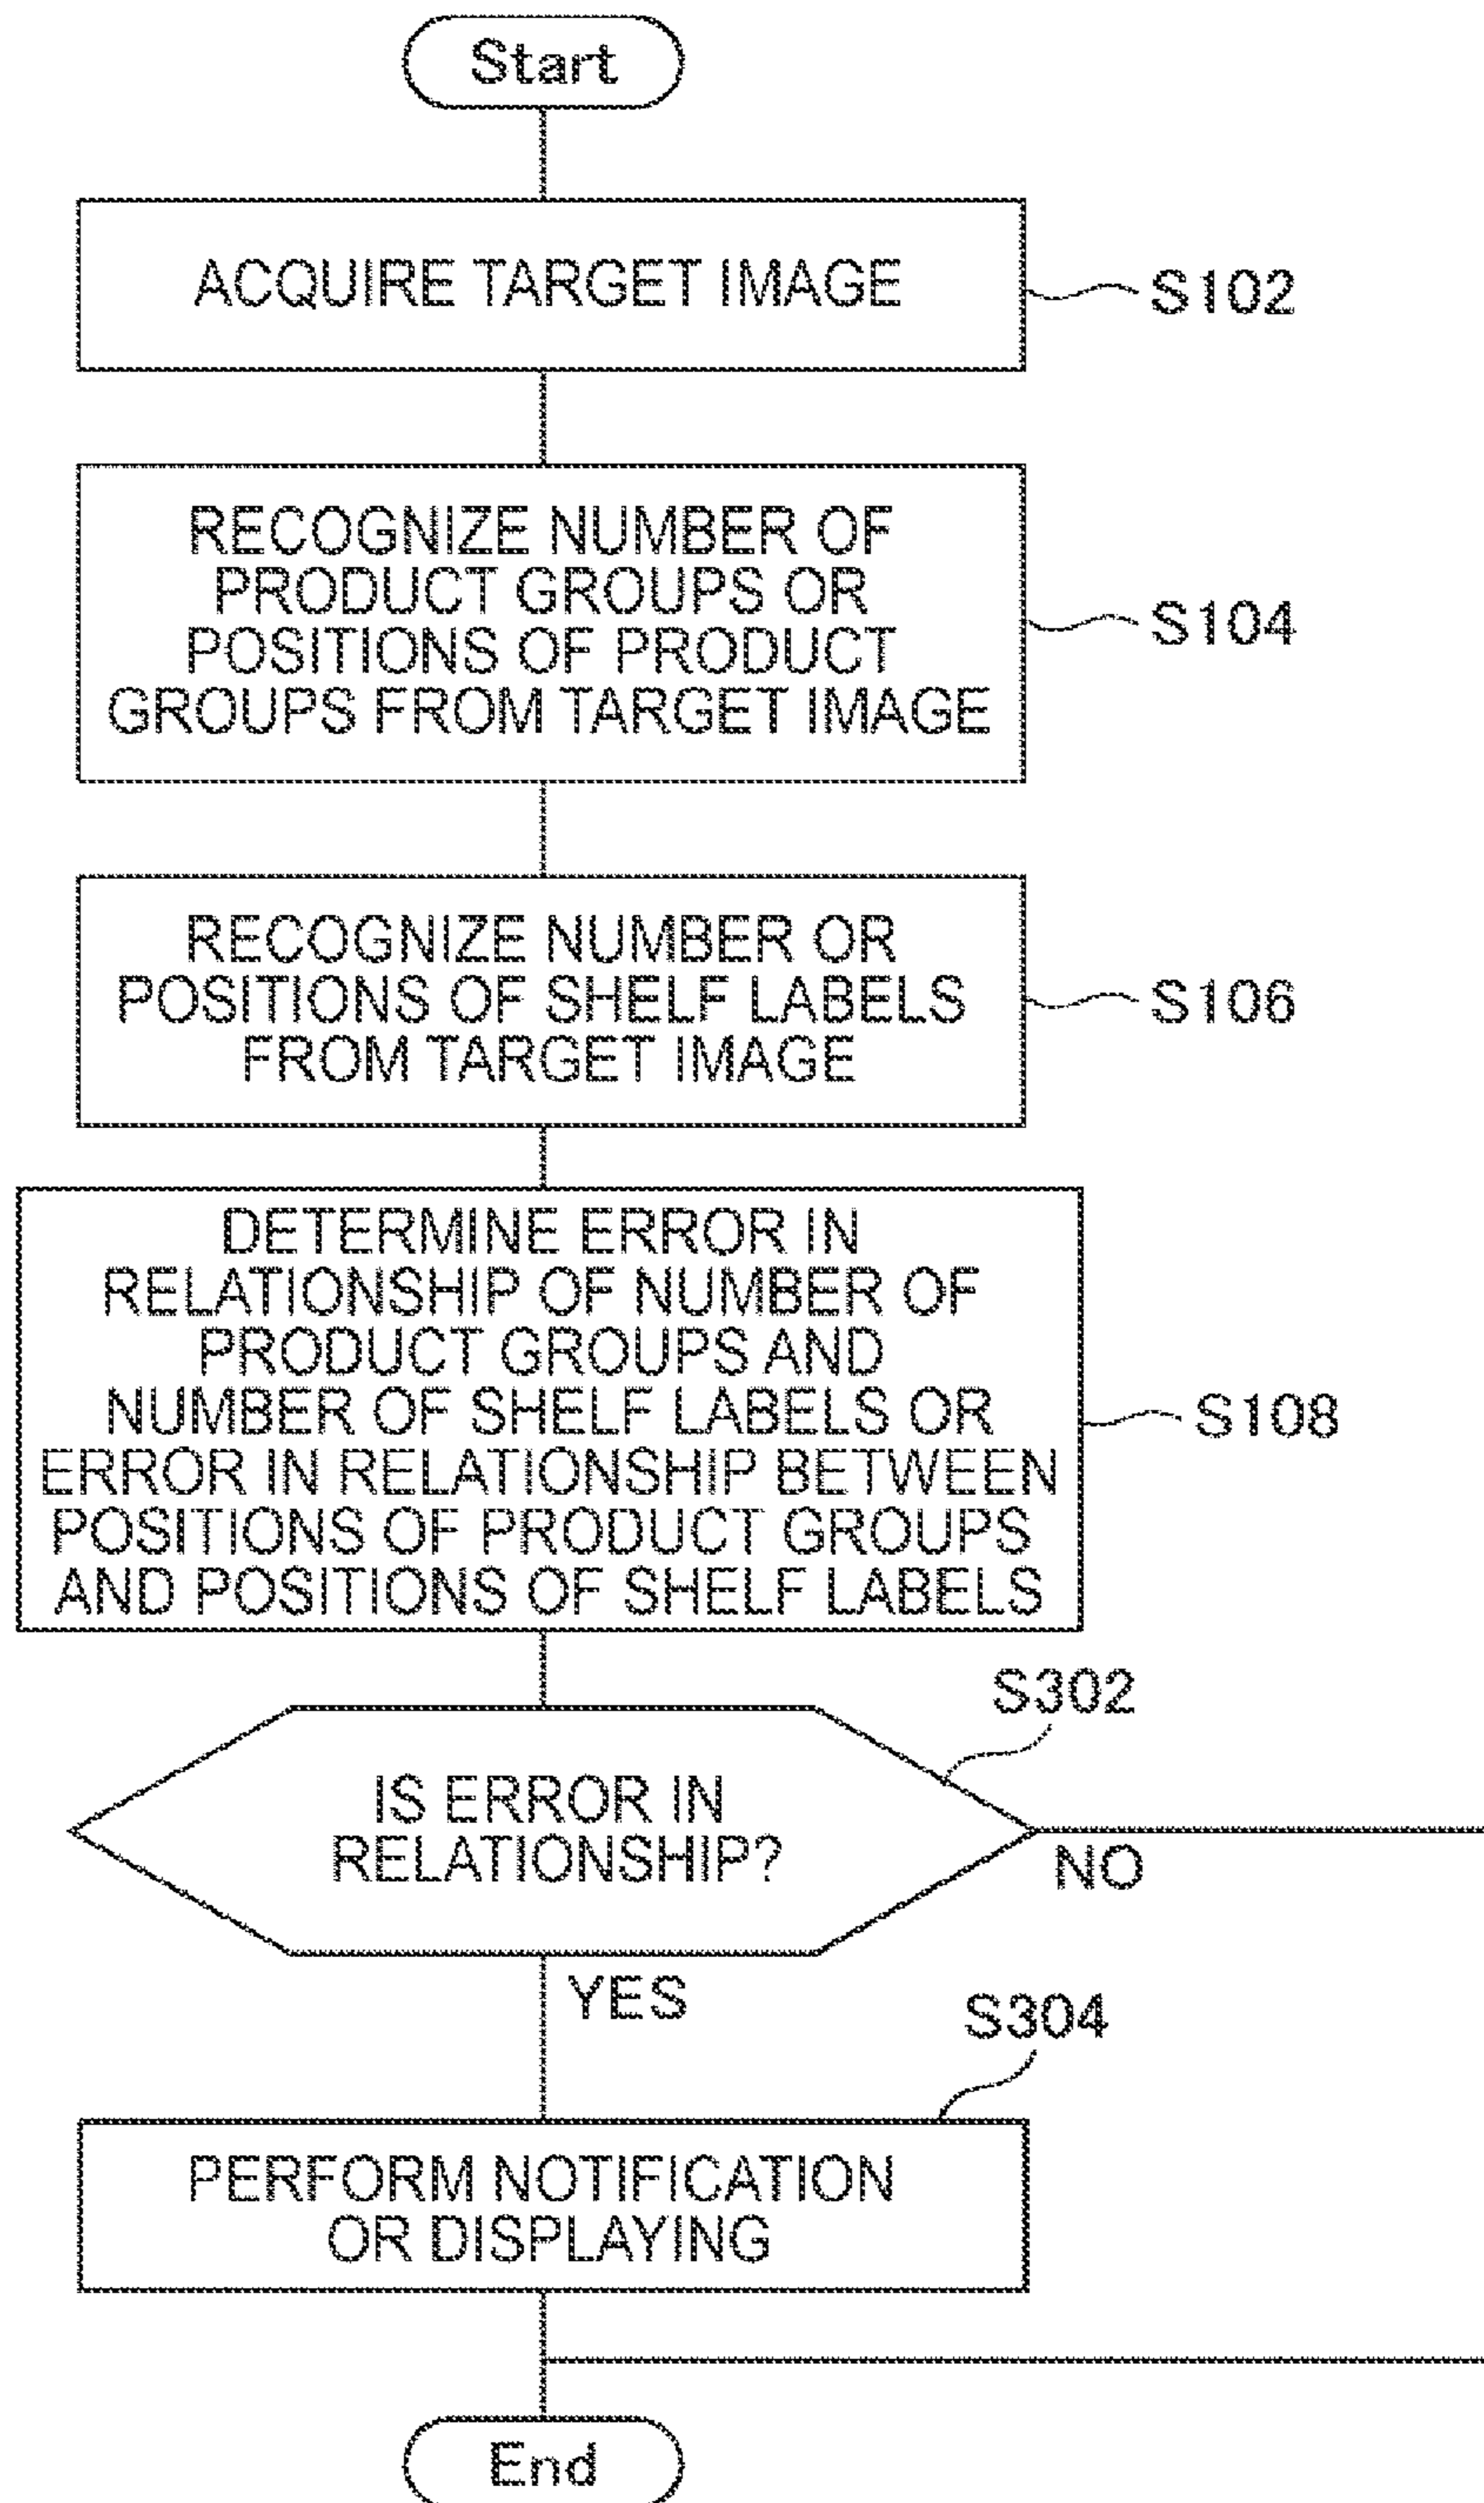 Start
ACQUIRE TARGET IMAGE
S102
RECOGNIZE NUMBER OF
PRODUCT GROUPS OR
POSITIONS OF PRODUCT
GROUPS FROM TARGET IMAGE
S104
RECOGNIZE NUMBER OR
POSITIONS OF SHELF LABELS
FROM TARGET IMAGE
S106
DETERMINE ERROR IN
RELATIONSHIP OF NUMBER OF
PRODUCT GROUPS AND
NUMBER OF SHELF LABELS OR
ERROR IN RELATIONSHIP BETWEEN
POSITIONS OF PRODUCT GROUPS
AND POSITIONS OF SHELF LABELS
S108
S302
IS ERROR IN
RELATIONSHIP?
NO
YES
S304
PERFORM NOTIFICATION
OR DISPLAYING
End